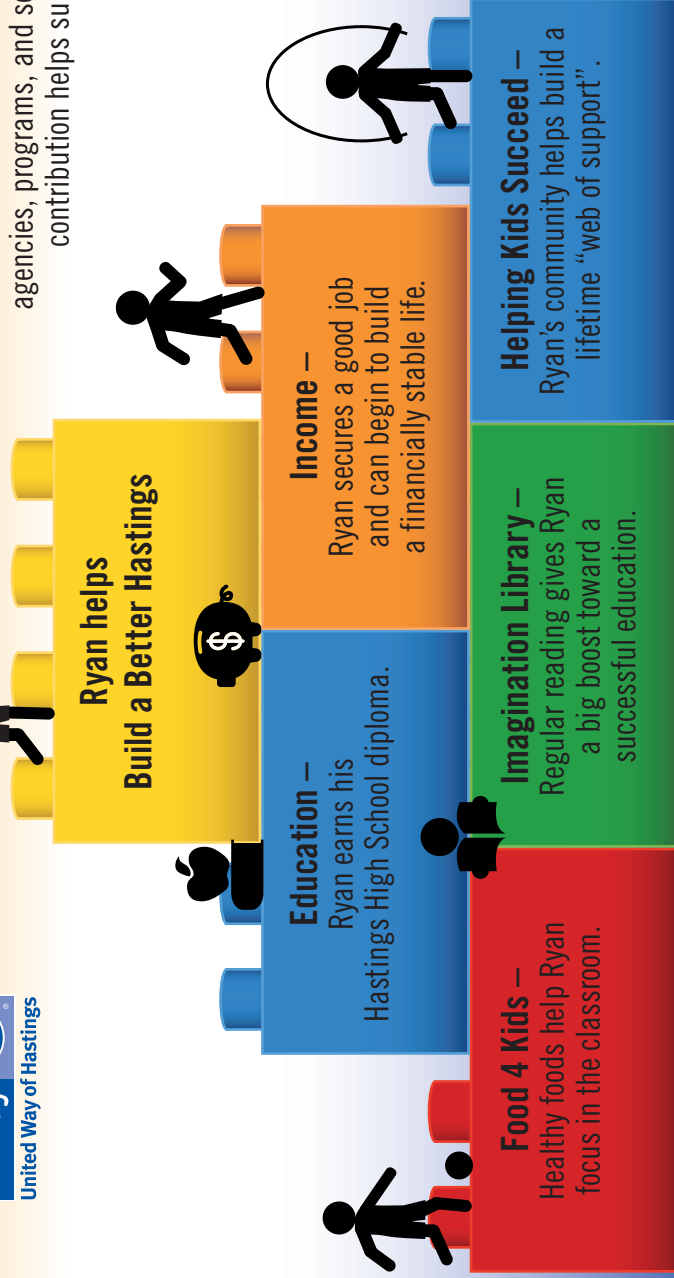 United Way of Hastings
agencies, programs, and
contribution helps
Ryan helps
Build a Better Hastings
$
Education –
Ryan earns his
Hastings High School diploma.
Income –
Ryan secures a good job
and can begin to build
a financially stable life.
Food 4 Kids –
Healthy foods help Ryan
focus in the classroom.
Imagination Library –
Regular reading gives Ryan
a big boost toward a
successful education.
Helping Kids Succeed –
Ryan's community helps build a
lifetime “web of support”.